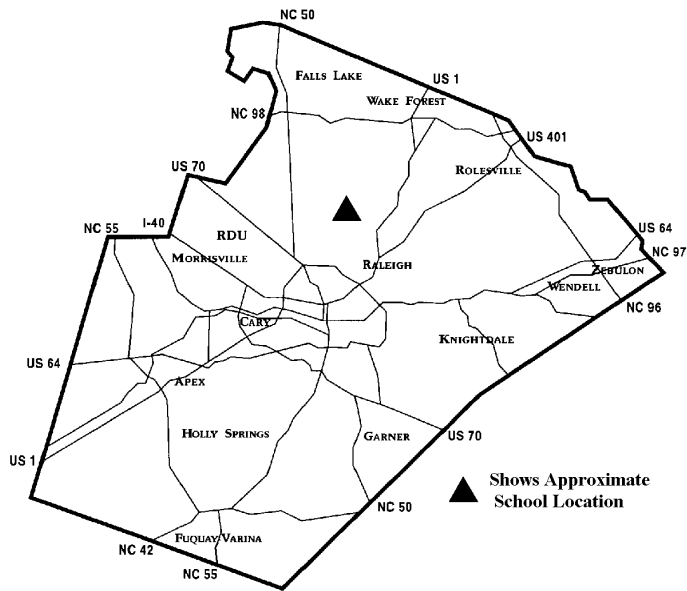 NC 50
FALLS LAKE
US 1
WAKE FOREST
NC 98
US 401
US 70
ROLESVILLE
I-40
NC 55
RDU
US 64
MORRISVILLE
RALEIGH
NC 97
ZEBULON
WENDELL
NC 96
CARY
KNIGHTDALE
US 64
APEX
HOLLY SPRINGS
GARNER
US 70
US 1
Shows Approximate
School Location
NC 50
FUQUAY VARINA
NC 42
NC 55